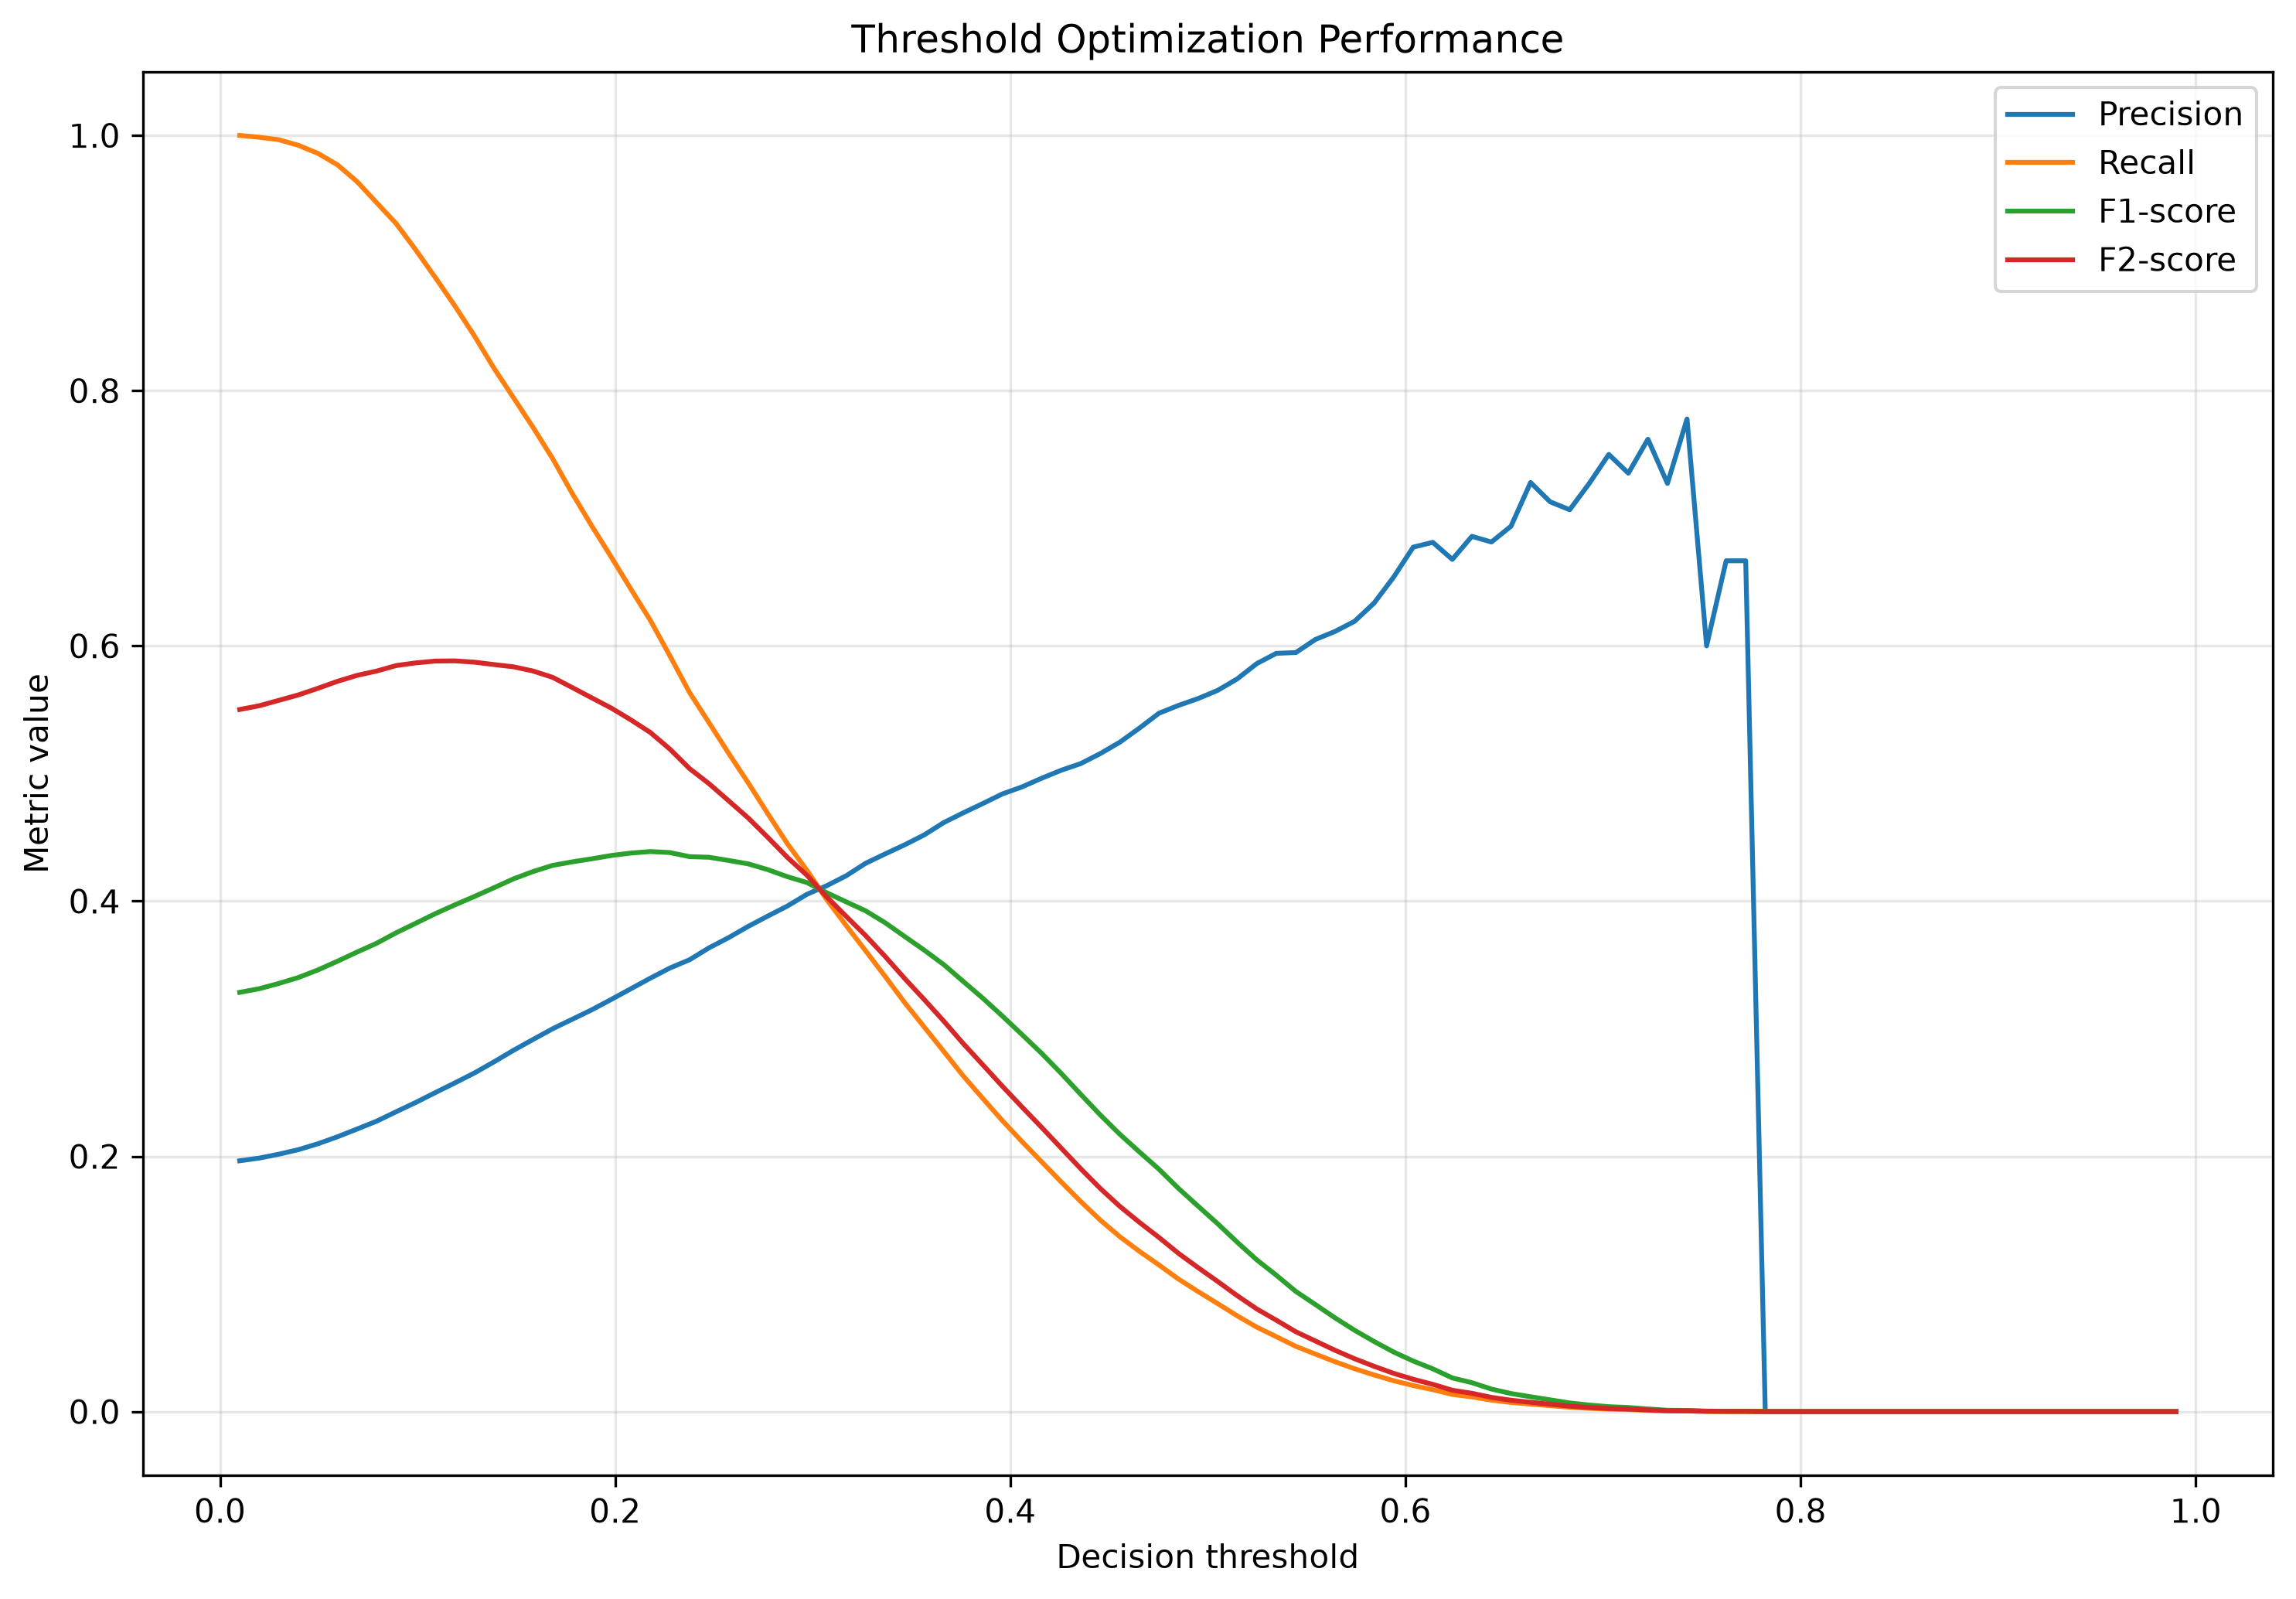 Threshold Optimization Performance
Precision
Recall
F1-score
F2-score
1.0
0.8
0.6
0.4
0.2
0.0
Metric value
0.0 0.2 0.4 0.6 0.8 1.0
Decision threshold